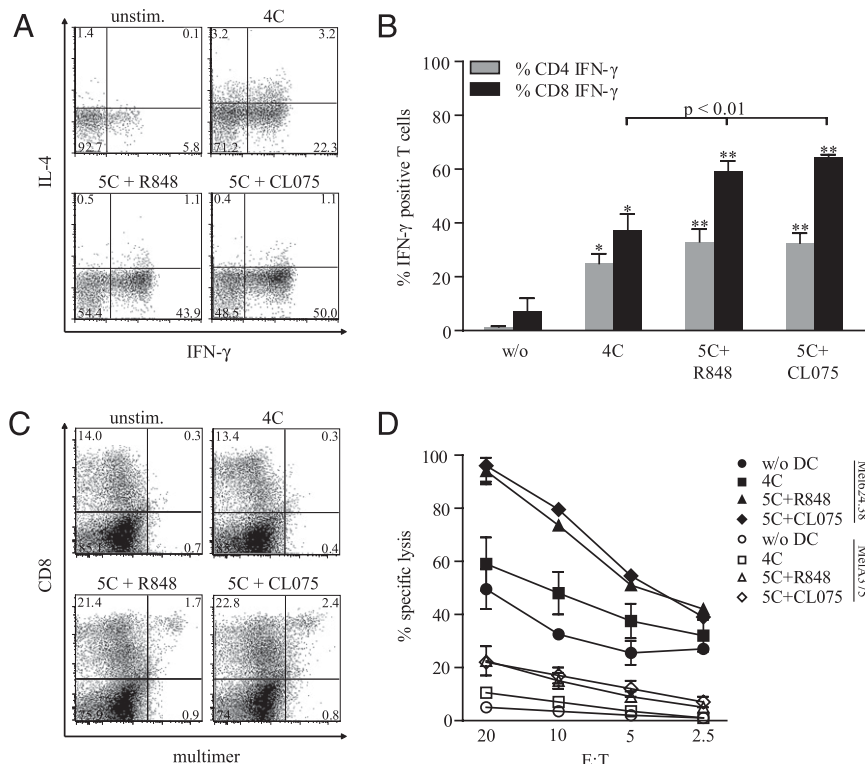 A
unstim.
4C
1.4
0.1
3.2
3.2
92.7
5.8
71.2
22.3
5C + R848
5C + CL075
0.5
1.1
0.4
1.1
54.4
43.9
48.5
50.0
IL-4
IFN-γ
B
100
80
60
40
20
0
% IFN-γ positive T cells
% CD4 IFN-γ
% CD8 IFN-γ
p < 0.01
*
*
**
**
**
**
w/o
4C
5C+
R848
5C+
CL075
C
unstim.
4C
14.0
0.3
13.4
0.3
0.7
0.4
5C + R848
5C + CL075
21.4
1.7
22.8
2.4
75.9
0.9
74
0.8
CD8
multimer
D
100
80
60
40
20
0
% specific lysis
20
10
5
2.5
E:T
w/o DC
4C
5C+R848
5C+CL075
Mel624.38
w/o DC
4C
5C+R848
5C+CL075
MelA375